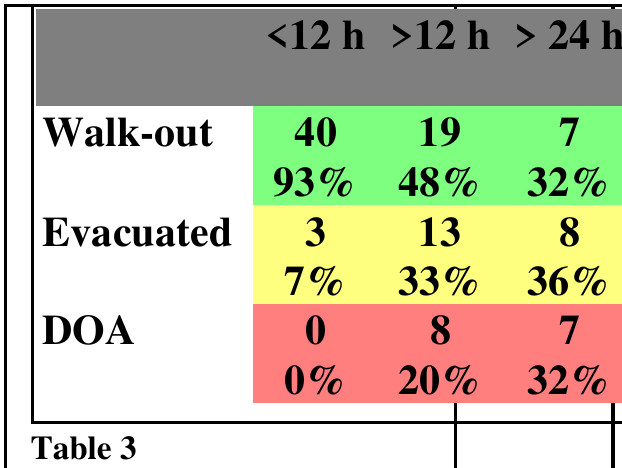 <12 h >12 h > 24 h
Walk-out 40 19 7
93% 48% 32%
Evacuated 3 13 8
7% 33% 36%
DOA 0 8 7
0% 20% 32%
Table 3